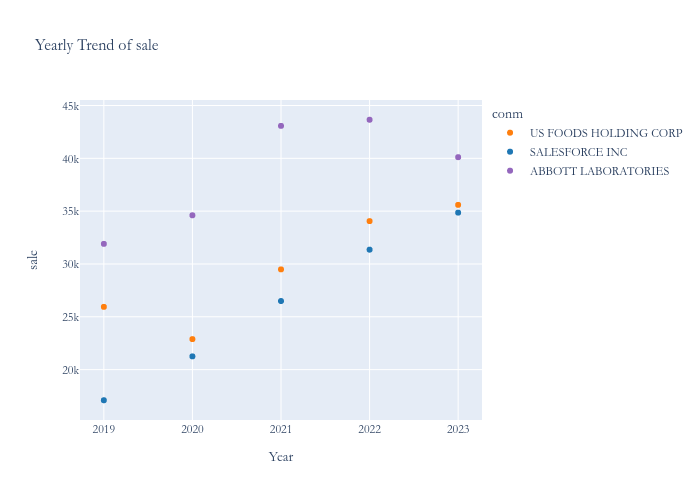 Yearly Trend of sale
conm
US FOODS HOLDING CORP
SALESFORCE INC
ABBOTT LABORATORIES
45k
40k
35k
30k
25k
20k
sale
2019 2020 2021 2022 2023
Year